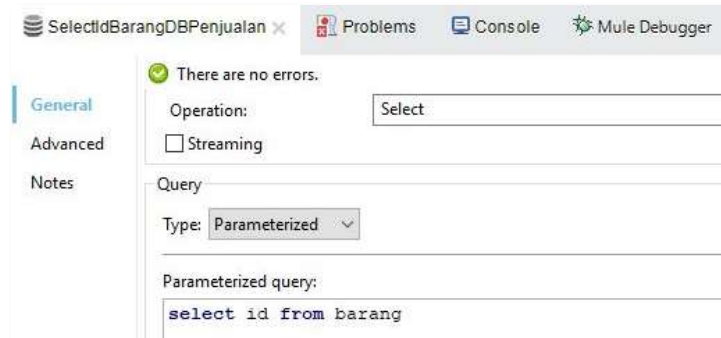 SelectIdBarangDBPenjualan Problems Console Mule Debugger
There are no errors.
General
Operation: Select
Advanced
Streaming
Notes
Query
Type: Parameterized
Parameterized query:
select id from barang